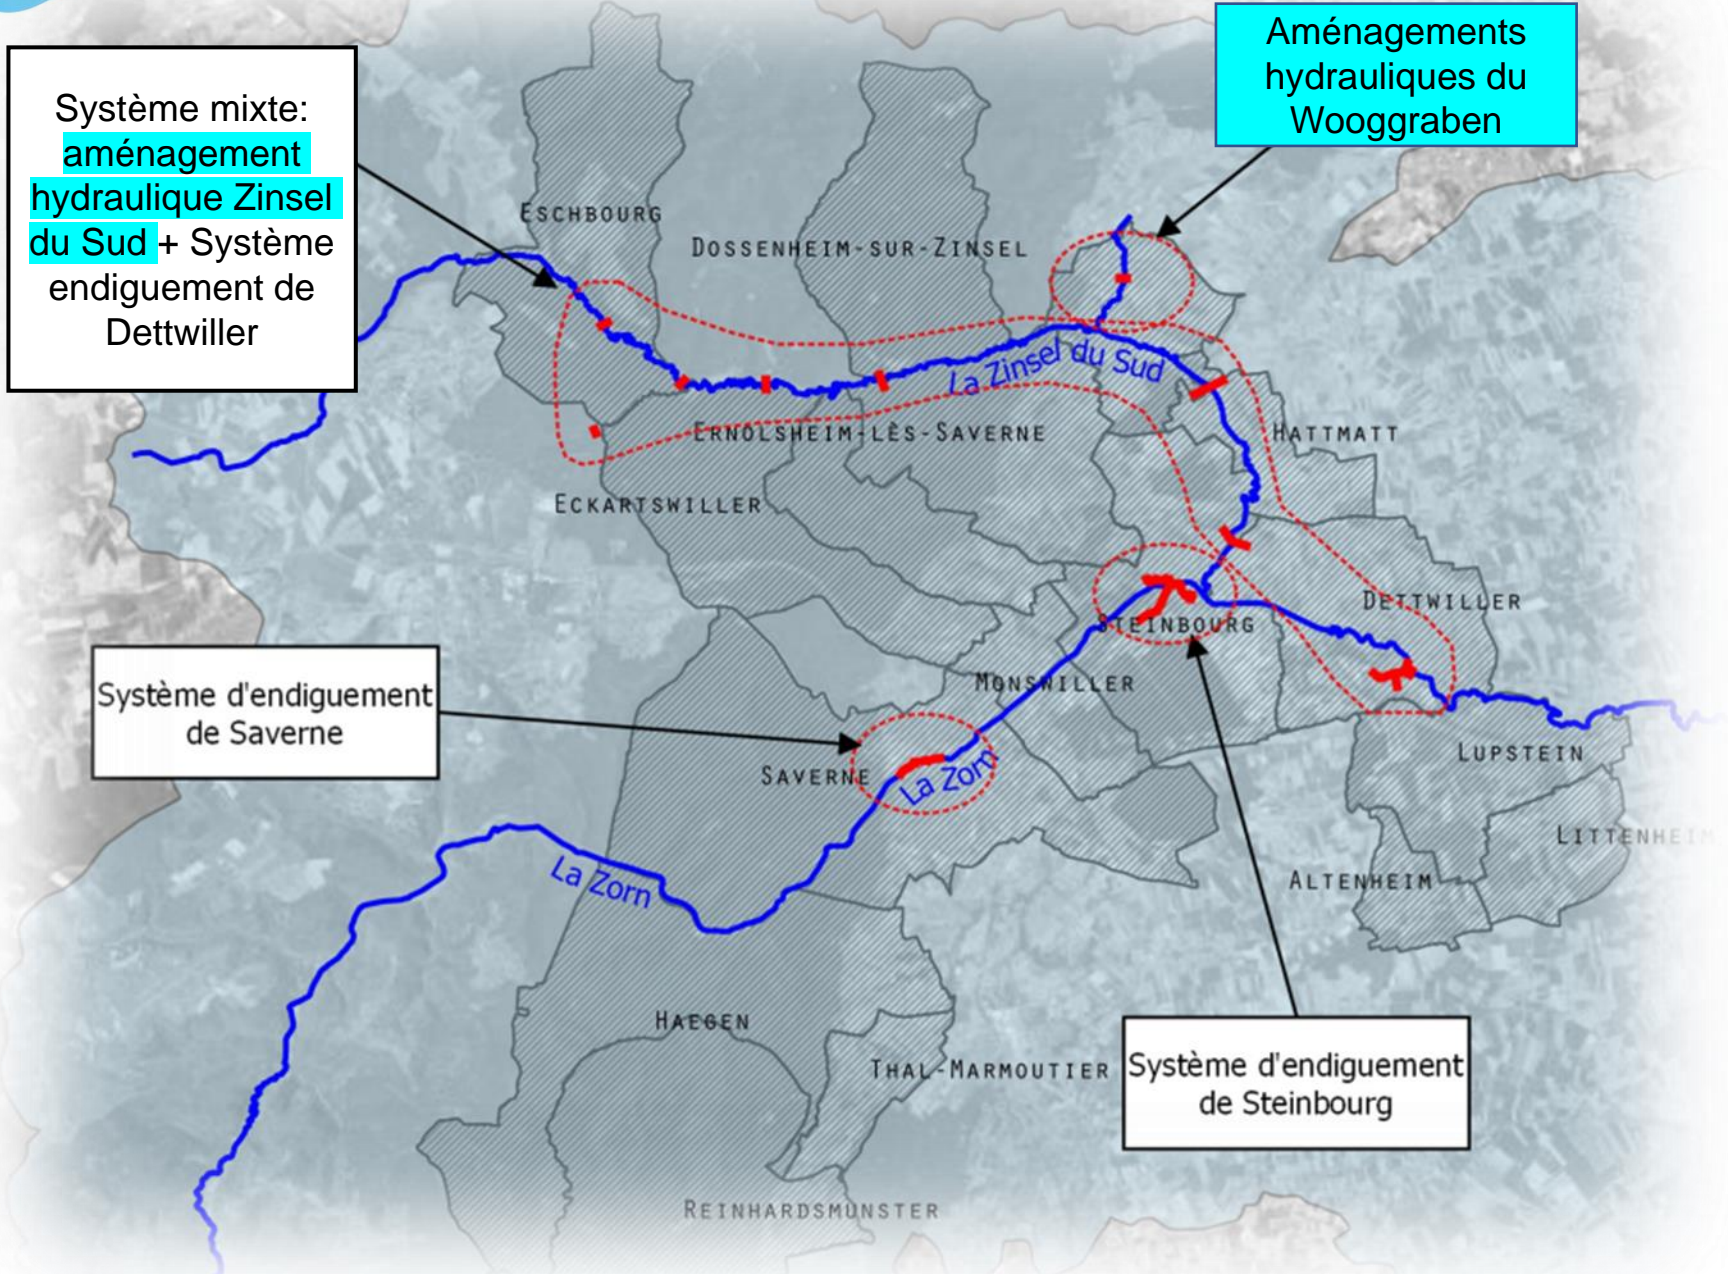 Aménagements
hydrauliques du
Wooggraben
Système mixte:
aménagement
hydraulique Zinsel
du Sud + Système
endiguement de
Dettwiller
ESCHBOURG
DOSSENHEIM-SUR-ZINSEL
La Zinsel du Sud
ERNOLSHEIM-LÈS-SAVERNE
HATTMATT
ECKARTSWILLER
DETTWILLER
STEINBOURG
MONSWILLER
Système d'endiguement
de Saverne
LUPSTEIN
SAVERNE
La Zorn
LITTENHEIM
La Zorn
ALTENHEIM
HAEGEN
THAL-MARMOUTIER
Système d'endiguement
de Steinbourg
REINHARDSMUNSTER